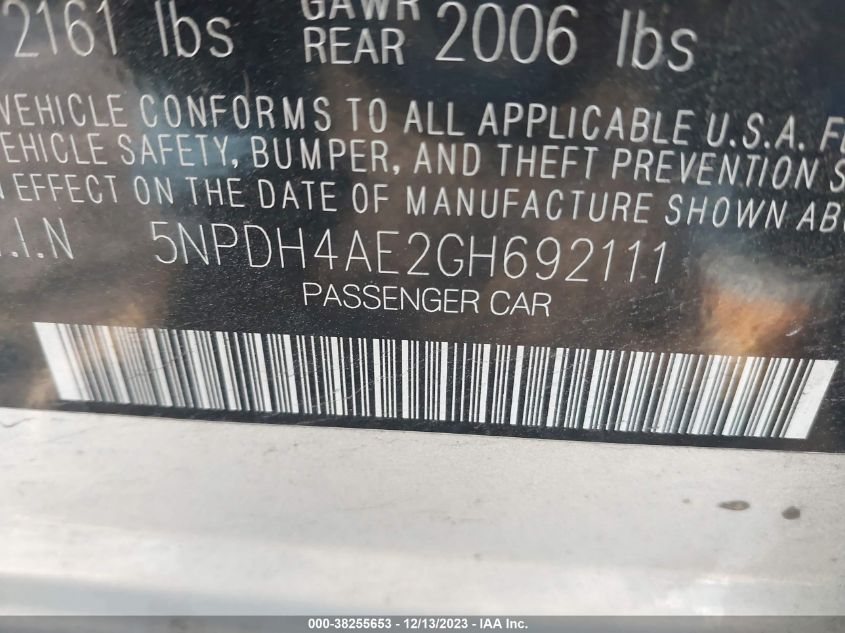 2161 lbs GAWR REAR 2006 lbs
VEHICLE CONFORMS TO ALL APPLICABLE U.S.A.
VEHICLE SAFETY, BUMPER, AND THEFT PREVENTION
EFFECT ON THE DATE OF MANUFACTURE SHOWN
V.I.N 5NPDH4AE2GH692111
PASSENGER CAR
000-38255653 - 12/13/2023 - IAA Inc.